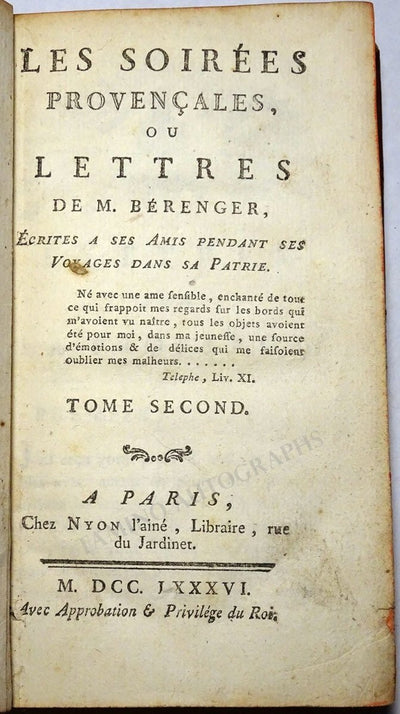 LES SOIRÉES
PROVENÇALES,
OU
LETTRES
DE M. BÉRENGER,
ÉCRITES A SES AMIS PENDANT SES
VOYAGES DANS SA PATRIE.
Né avec une ame ſenſible, enchanté de tout
ce qui frappoit mes regards ſur les bords qui
m'avoient vu naître, tous les objets avoient
été pour moi, dans ma jeuneſſe, une ſource
d'émotions & de délices qui me faiſoient
oublier mes malheurs.......
Telephe, Liv. XI.
TOME SECOND.
A PARIS,
Chez NYON l'ainé, Libraire, rue
du Jardinet.
M. DCC. LXXXVI.
Avec Approbation & Privilége du Roi.
TAMINO AUTOGRAPHS